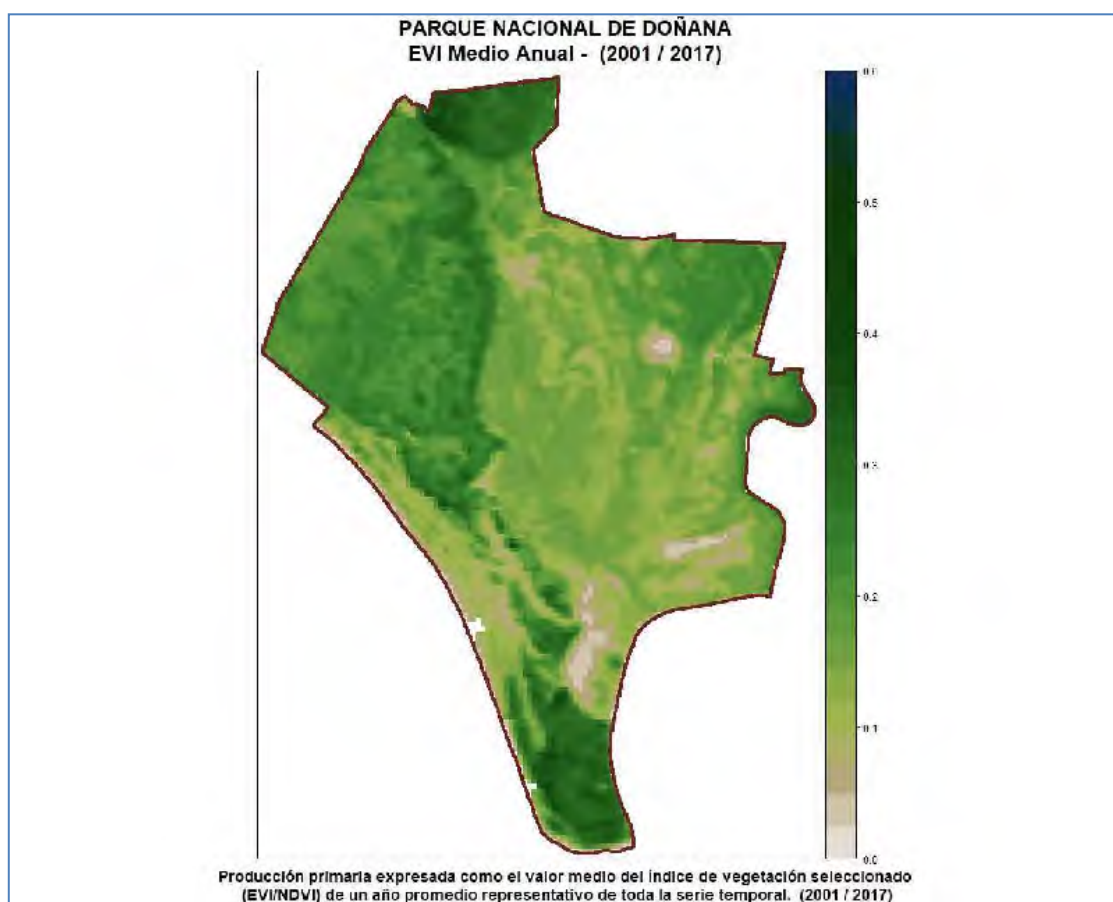 PARQUE NACIONAL DE DOÑANA
EVI Medio Anual - (2001 / 2017)
0.6
0.5
0.4
0.3
0.2
0.1
0.0
Producción primaria expresada como el valor medio del índice de vegetación seleccionado
(EVI/NDVI) de un año promedio representativo de toda la serie temporal. (2001 / 2017)